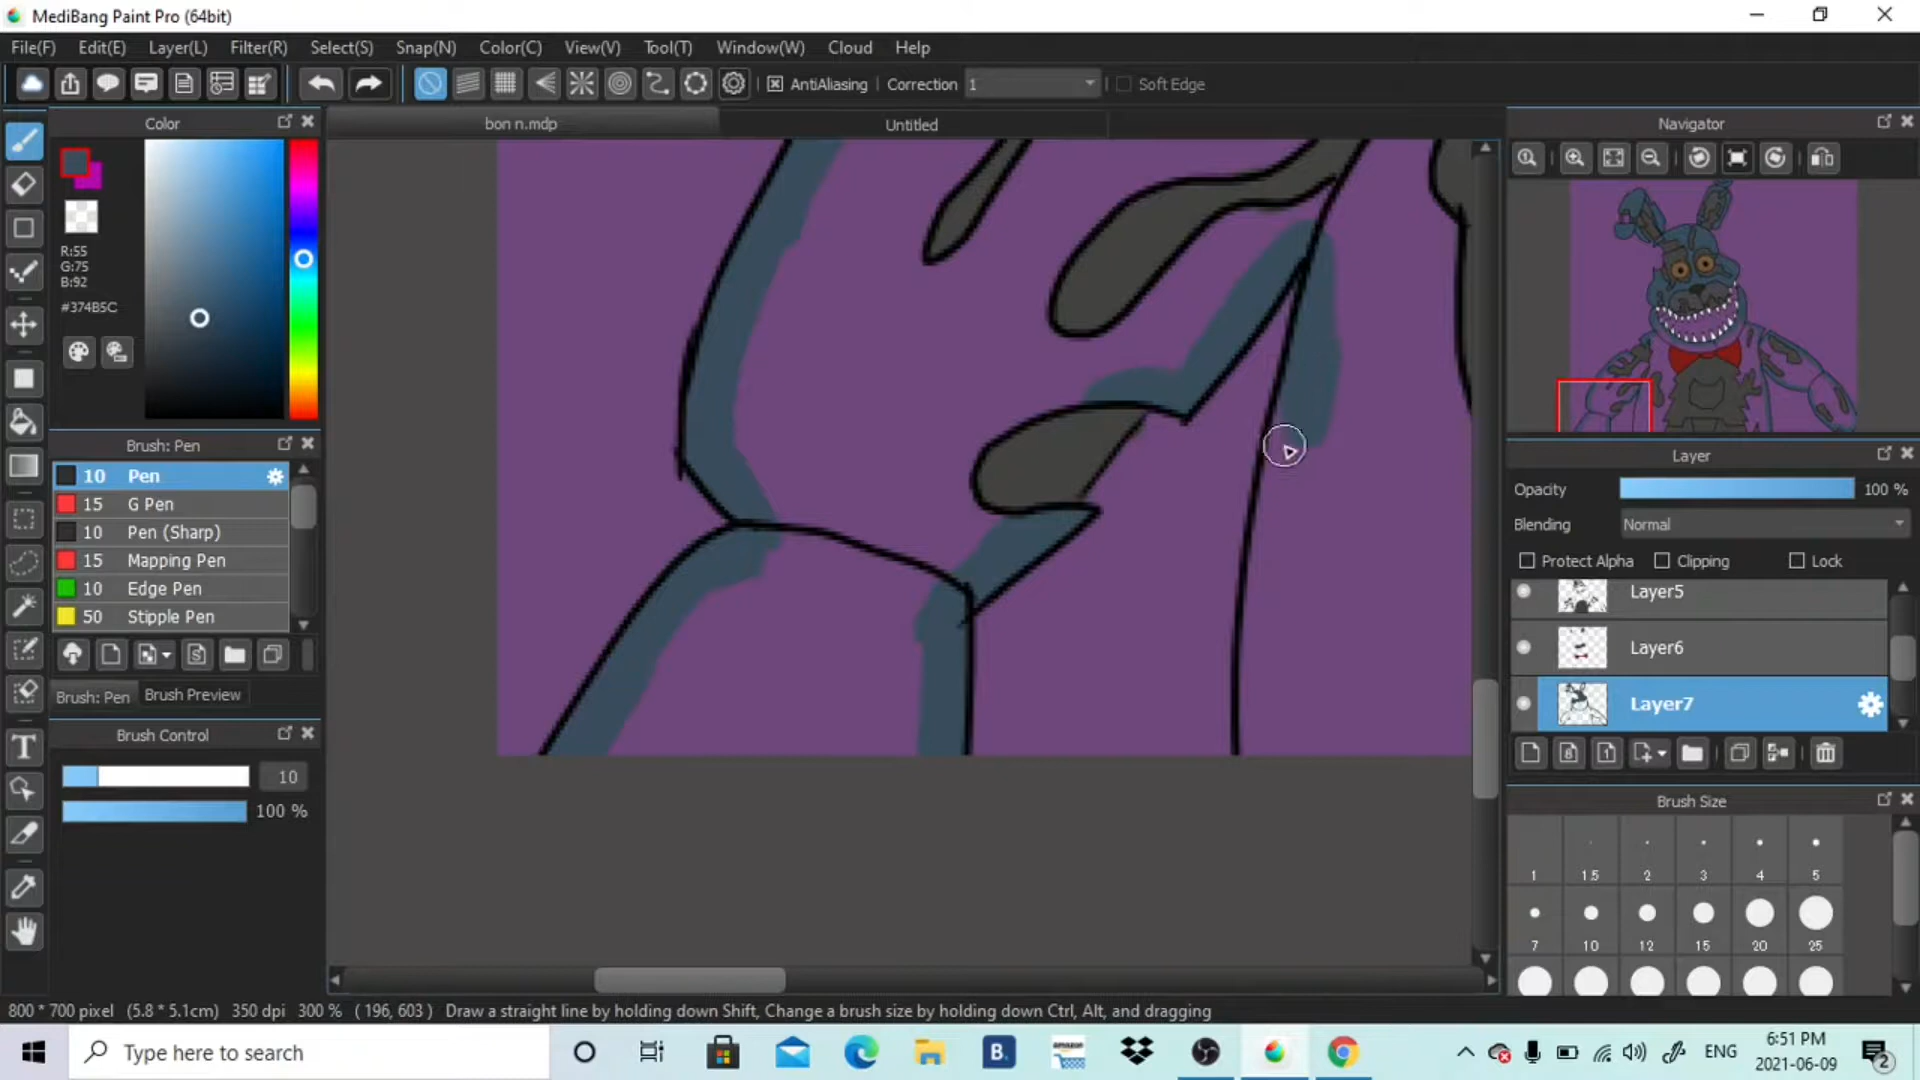 MediBang Paint Pro (64bit)
File(F) Edit(E) Layer(L) Filter(R) Select(S) Snap(N) Color(C) View(V) Tool(T) Window(W) Cloud Help
AntiAliasing Correction 1 Soft Edge
Color
bon n.mdp
Untitled
Navigator
R:55
G:75
B:92
#374B5C
Brush: Pen
10 Pen
15 G Pen
10 Pen (Sharp)
15 Mapping Pen
10 Edge Pen
50 Stipple Pen
Brush: Pen Brush Preview
Brush Control
10
100 %
Layer
Opacity 100 %
Blending Normal
Protect Alpha Clipping Lock
Layer5
Layer6
Layer7
Brush Size
1 1.5 2 3 4 5
7 10 12 15 20 25
800 * 700 pixel (5.8 * 5.1cm) 350 dpi 300 % ( 196, 603 ) Draw a straight line by holding down Shift, Change a brush size by holding down Ctrl, Alt, and dragging
Type here to search
B.
amazon
ENG
6:51 PM
2021-06-09
2